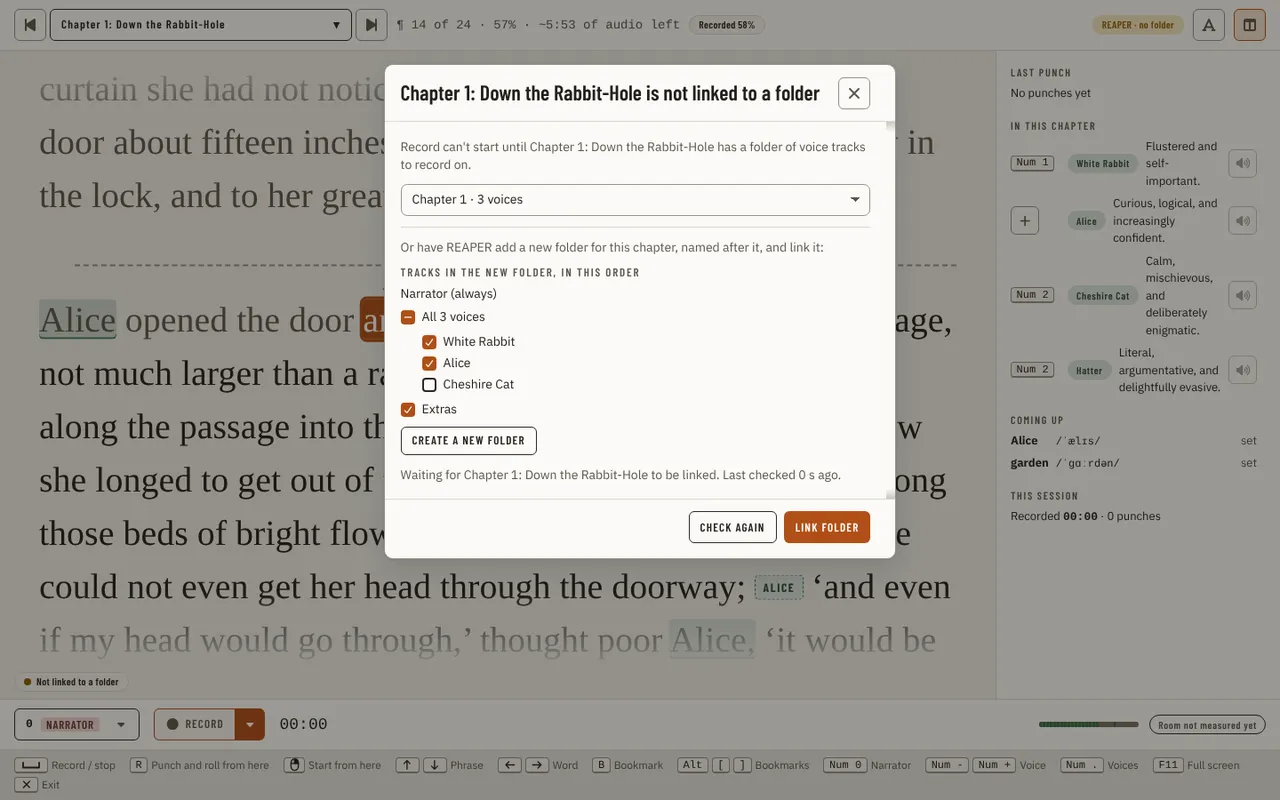 Chapter 1: Down the Rabbit-Hole
¶ 14 of 24 · 57% · ~5:53 of audio left
Recorded 58%
REAPER · no folder
A
curtain she had not notic
door about fifteen inches
y in
the lock, and to her grea
Alice opened the door
age,
not much larger than a ra
along the passage into th
w
she longed to get out of
ong
those beds of bright flow
e
could not even get her head through the doorway; ALICE ‘and even
if my head would go through,’ thought poor Alice, ‘it would be
Chapter 1: Down the Rabbit-Hole is not linked to a folder
Record can't start until Chapter 1: Down the Rabbit-Hole has a folder of voice tracks
to record on.
Chapter 1 · 3 voices
Or have REAPER add a new folder for this chapter, named after it, and link it:
TRACKS IN THE NEW FOLDER, IN THIS ORDER
Narrator (always)
All 3 voices
White Rabbit
Alice
Cheshire Cat
Extras
CREATE A NEW FOLDER
Waiting for Chapter 1: Down the Rabbit-Hole to be linked. Last checked 0 s ago.
CHECK AGAIN
LINK FOLDER
LAST PUNCH
No punches yet
IN THIS CHAPTER
Num 1
White Rabbit
Flustered and
self-
important.
+
Alice
Curious, logical, and
increasingly
confident.
Num 2
Cheshire Cat
Calm,
mischievous,
and
deliberately
enigmatic.
Num 2
Hatter
Literal,
argumentative, and
delightfully evasive.
COMING UP
Alice /ˈælɪs/ set
garden /ˈɡɑːrdən/ set
THIS SESSION
Recorded 00:00 · 0 punches
Not linked to a folder
0 NARRATOR
RECORD
00:00
Room not measured yet
Record / stop
R Punch and roll from here
Start from here
↑ ↓ Phrase
← → Word
B Bookmark
Alt [ ] Bookmarks
Num 0 Narrator
Num - Num + Voice
Num . Voices
F11 Full screen
X Exit